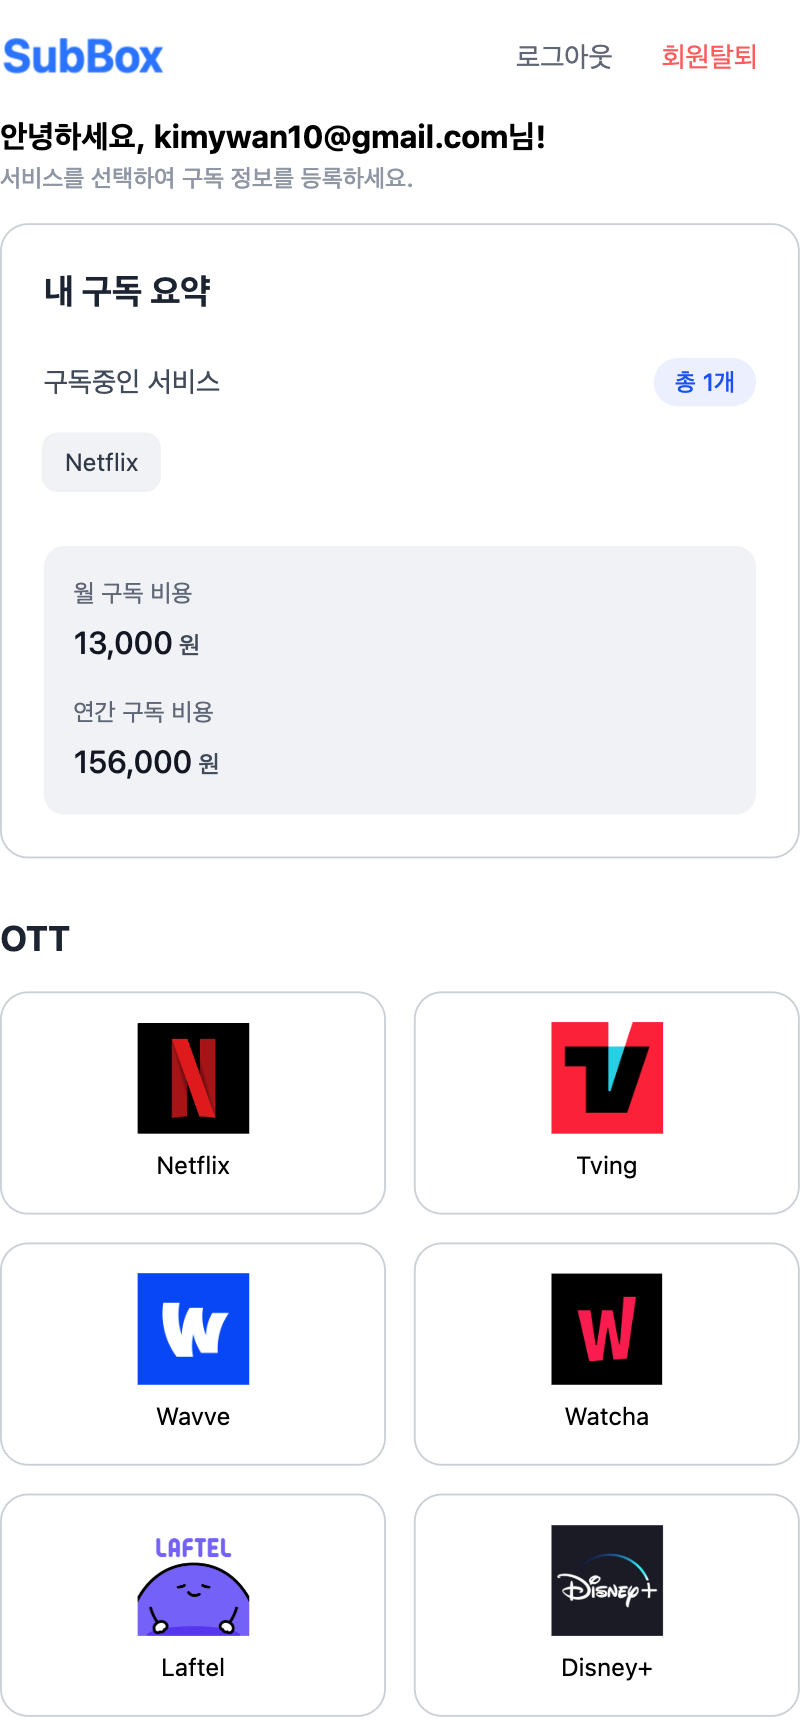 SubBox 로그아웃 회원탈퇴
안녕하세요, kimywan10@gmail.com님!
서비스를 선택하여 구독 정보를 등록하세요.
내 구독 요약
구독중인 서비스 총 1개
Netflix
월 구독 비용
13,000 원
연간 구독 비용
156,000 원
OTT
N TV
Netflix Tving
W W
Wavve Watcha
LAFTEL Disney+
Laftel Disney+